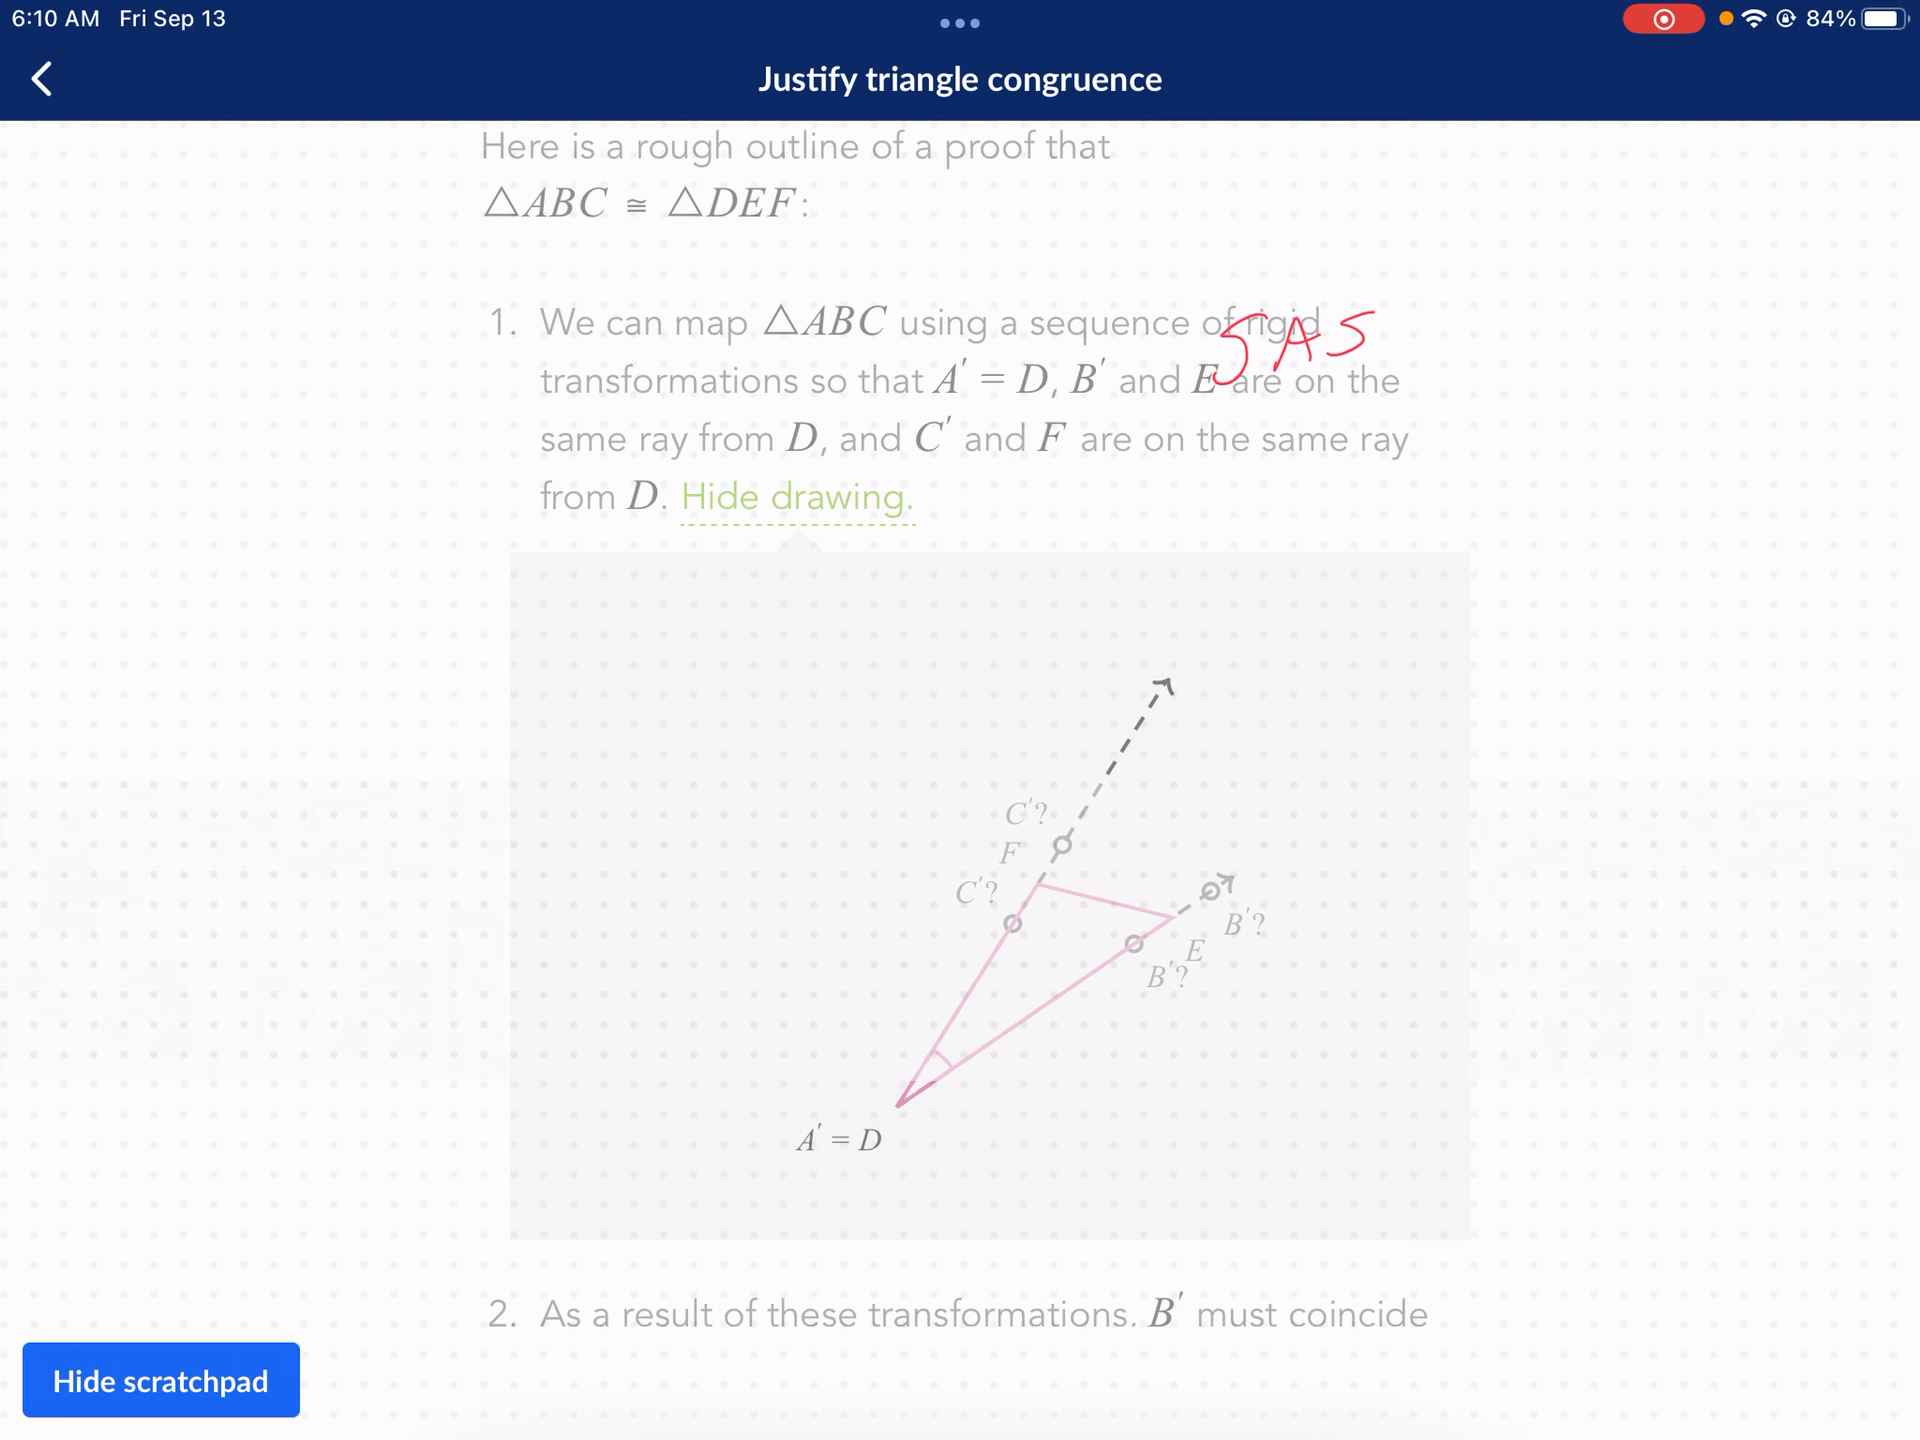 6:10 AM Fri Sep 13
84%
Justify triangle congruence
Here is a rough outline of a proof that
△ABC ≅ △DEF:
1. We can map △ABC using a sequence of rigid
SAS
transformations so that A′ = D, B′ and E are on the
same ray from D, and C′ and F are on the same ray
from D. Hide drawing.
C′?
F
C′?
B′?
E
B′?
A′ = D
2. As a result of these transformations. B′ must coincide
Hide scratchpad